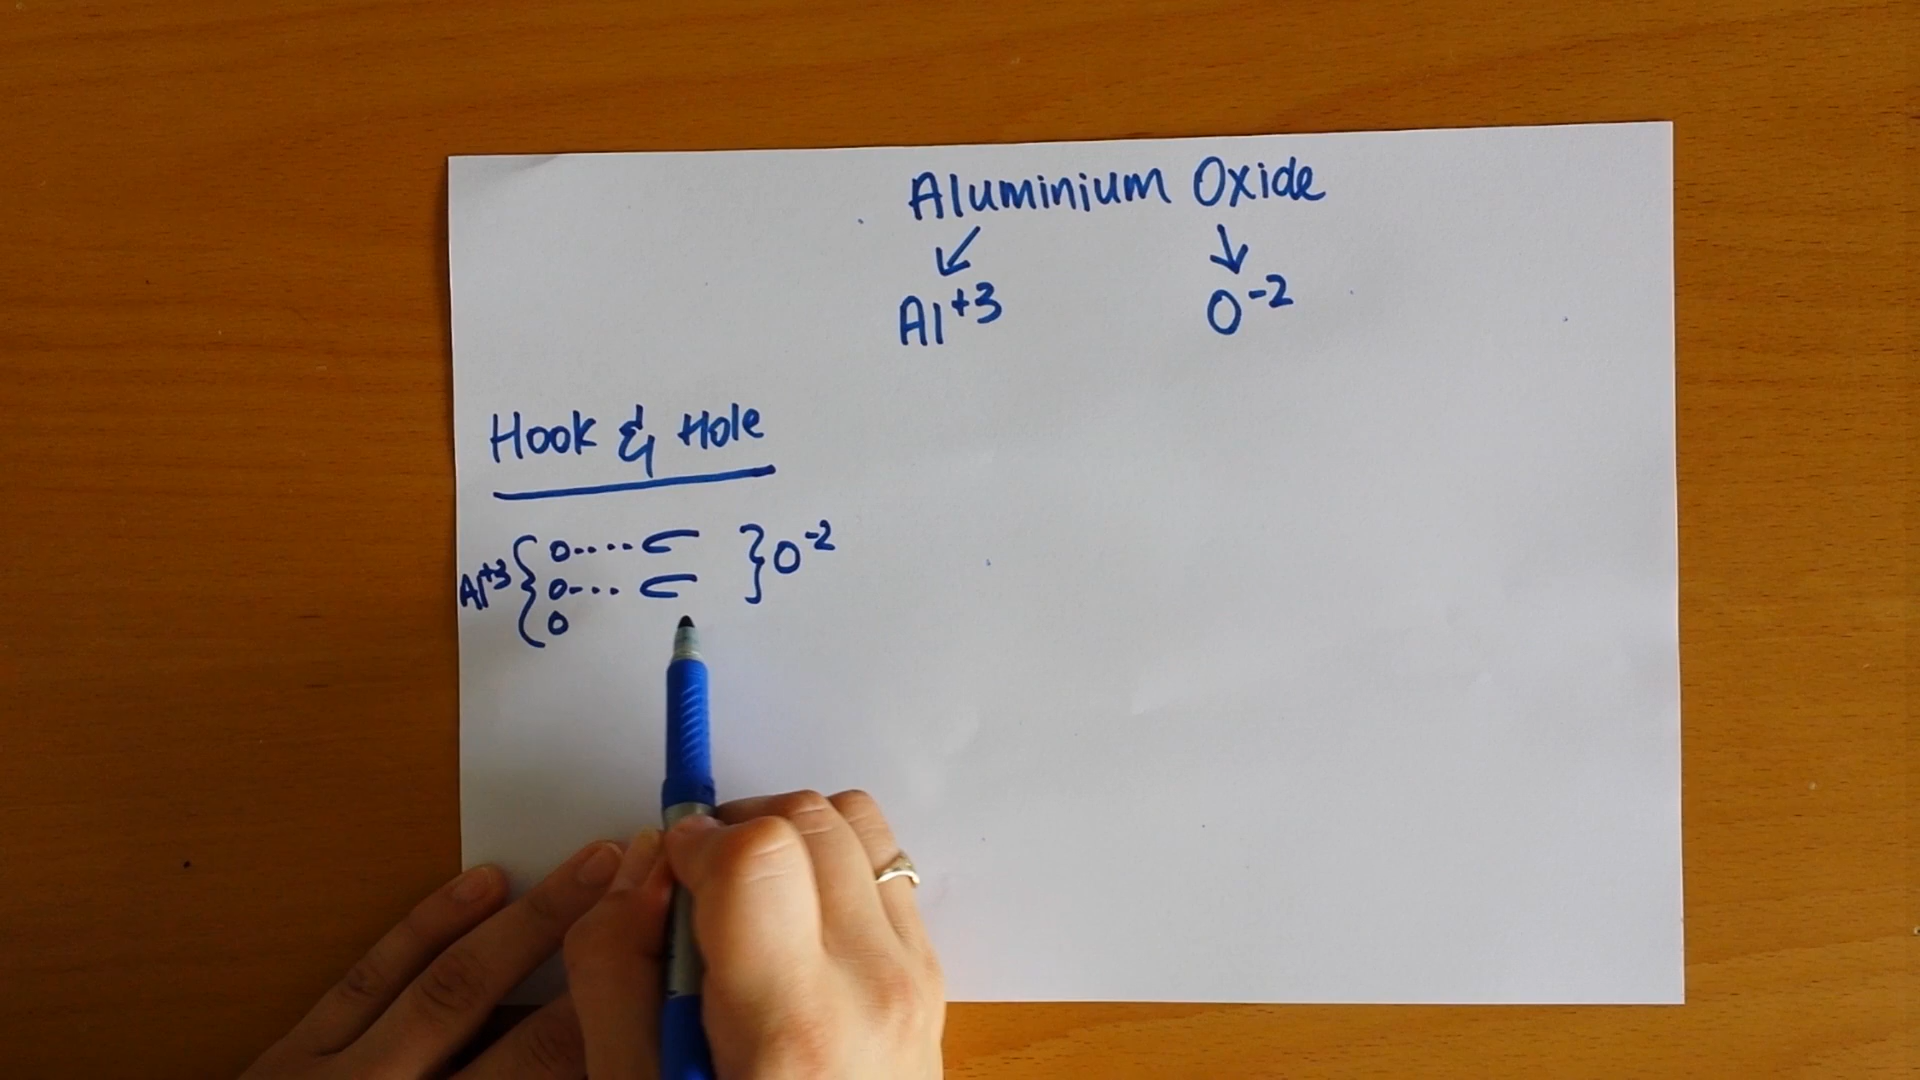 Aluminium Oxide
↙ ↘
Al⁺³ O⁻²
Hook & Hole
Al⁺³ { O····⊂ } O⁻²
O···⊂
O